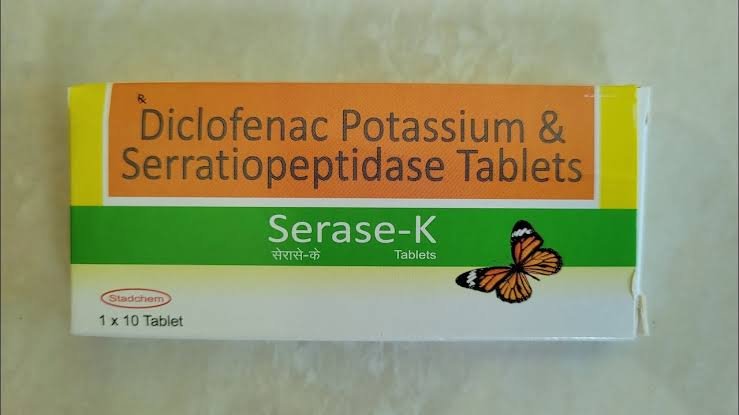 ℞
Diclofenac Potassium &
Serratiopeptidase Tablets
Serase-K
सेरासे-के Tablets
Stadchem
1 x 10 Tablet